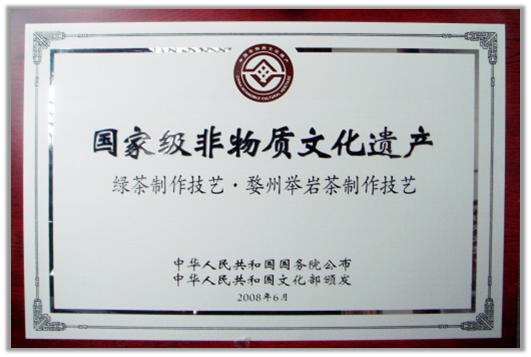 国家级非物质文化遗产
绿茶制作技艺·婺州举岩茶制作技艺
中华人民共和国国务院公布
中华人民共和国文化部颁发
2008年6月